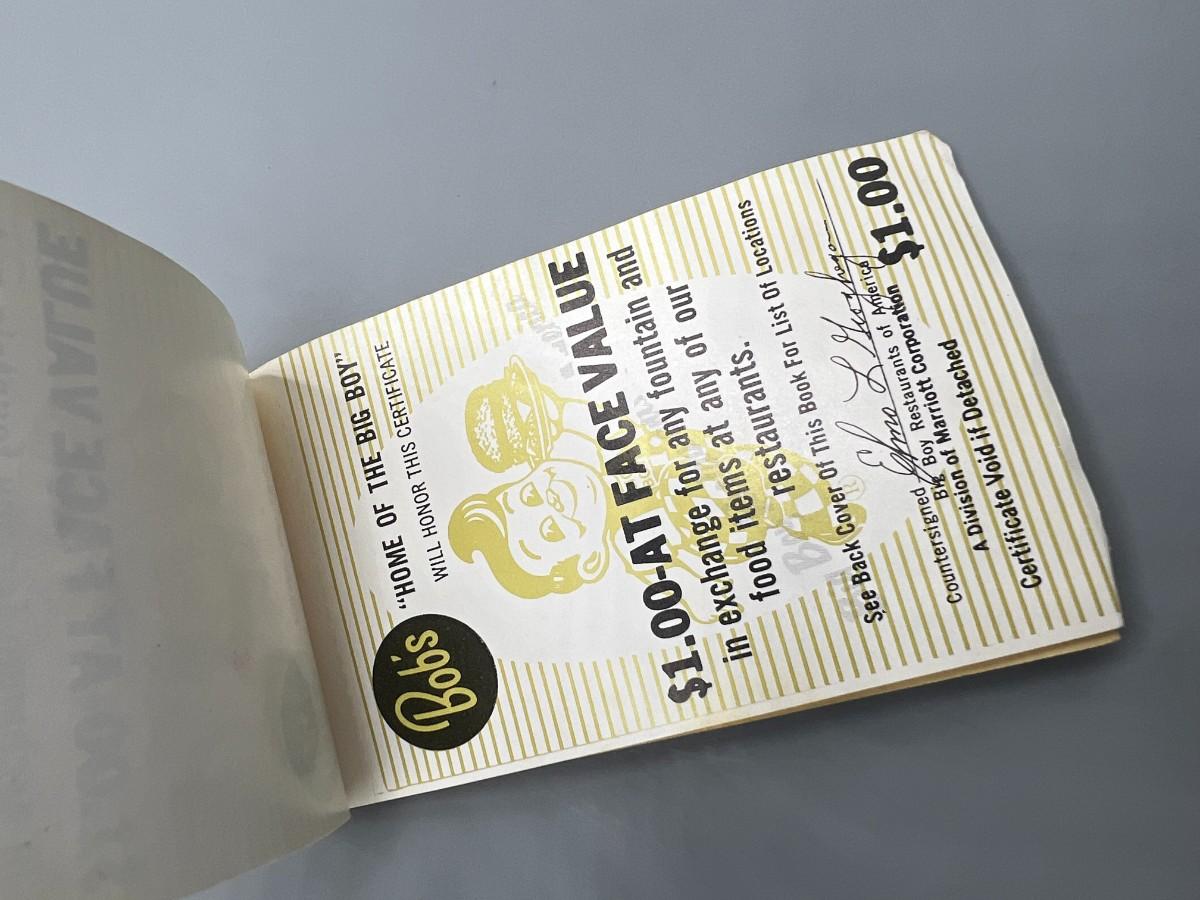 Bob's
"HOME OF THE BIG BOY"
WILL HONOR THIS CERTIFICATE
$1.00-AT FACE VALUE
in exchange for any fountain and
food items at any of our
restaurants.
See Back Cover Of This Book For List Of Locations
Countersigned
Big Boy Restaurants of America
A Division of Marriott Corporation
Certificate Void if Detached
$1.00